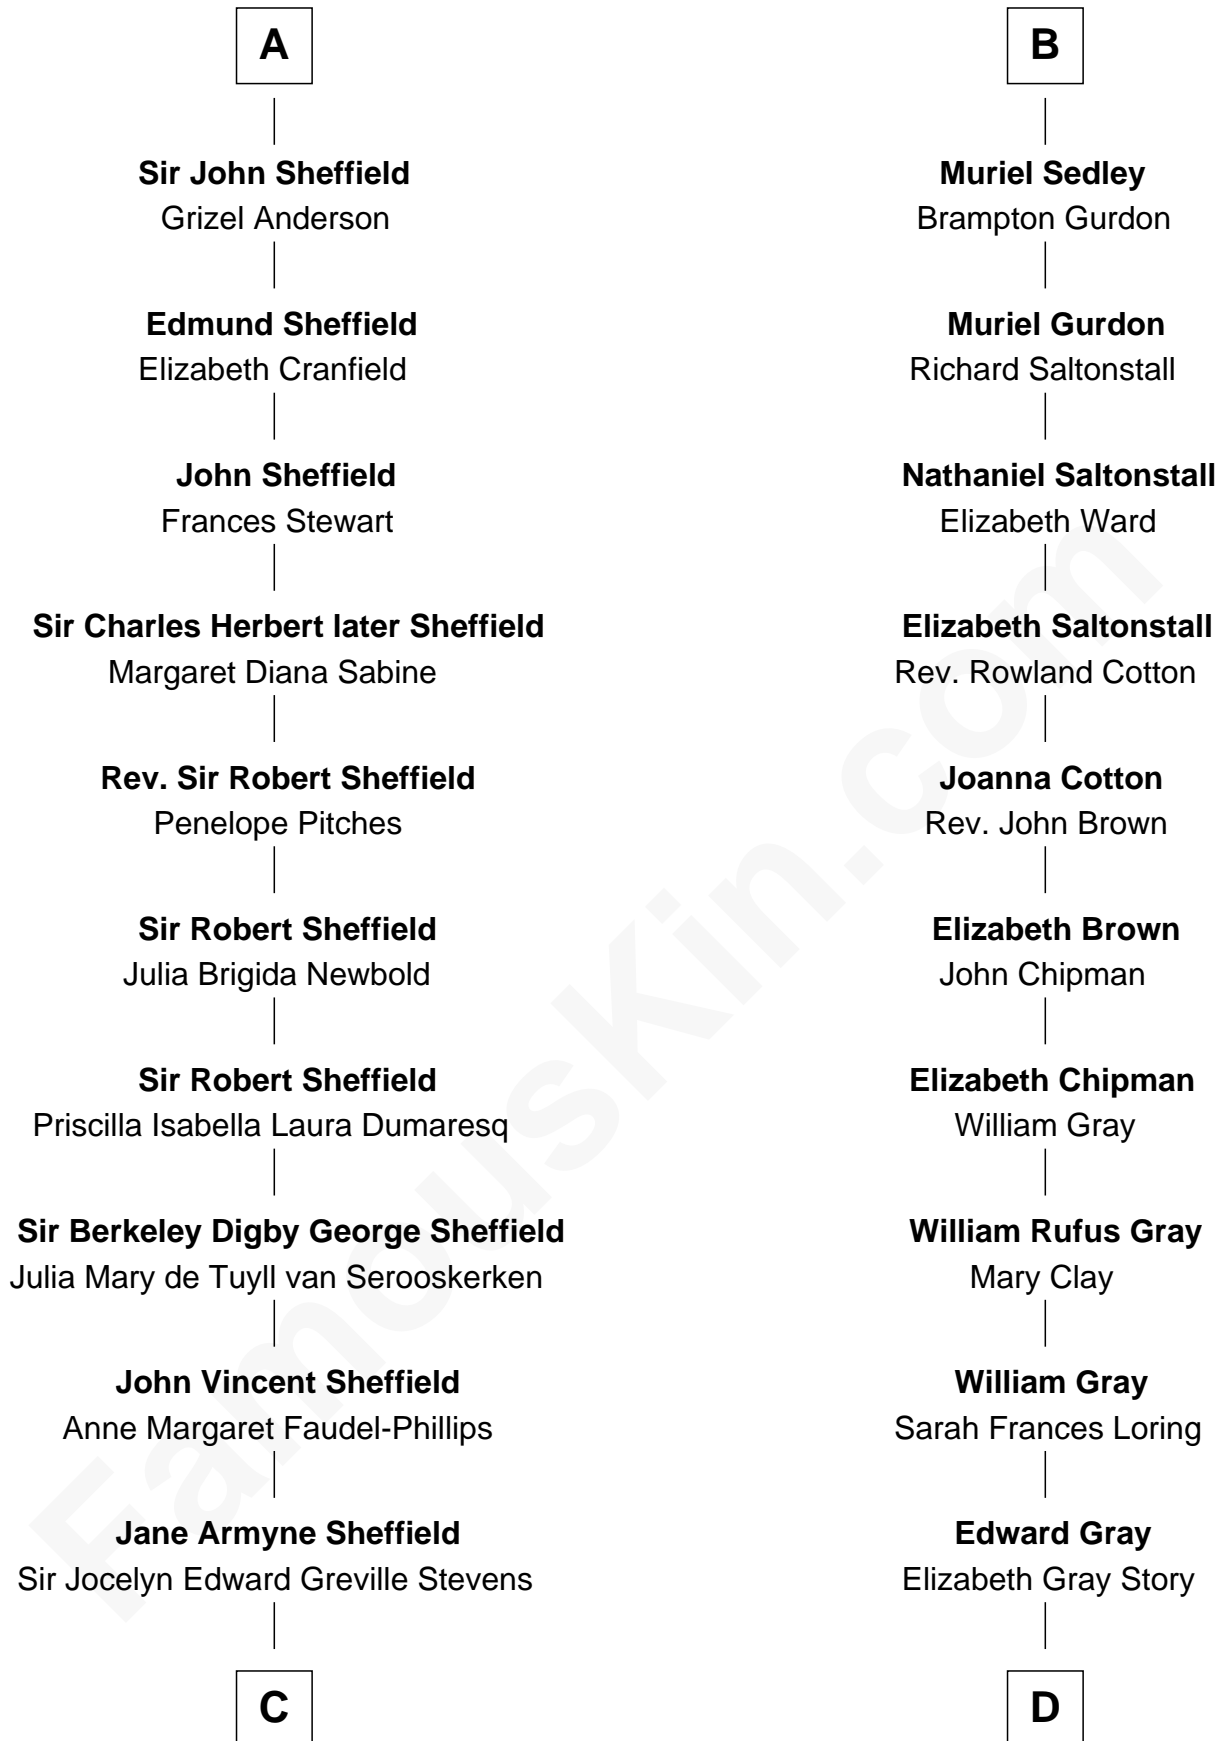 A
Sir John Sheffield
Grizel Anderson
Edmund Sheffield
Elizabeth Cranfield
John Sheffield
Frances Stewart
Sir Charles Herbert later Sheffield
Margaret Diana Sabine
Rev. Sir Robert Sheffield
Penelope Pitches
Sir Robert Sheffield
Julia Brigida Newbold
Sir Robert Sheffield
Priscilla Isabella Laura Dumaresq
Sir Berkeley Digby George Sheffield
Julia Mary de Tuyll van Serooskerken
John Vincent Sheffield
Anne Margaret Faudel-Phillips
Jane Armyne Sheffield
Sir Jocelyn Edward Greville Stevens
C
B
Muriel Sedley
Brampton Gurdon
Muriel Gurdon
Richard Saltonstall
Nathaniel Saltonstall
Elizabeth Ward
Elizabeth Saltonstall
Rev. Rowland Cotton
Joanna Cotton
Rev. John Brown
Elizabeth Brown
John Chipman
Elizabeth Chipman
William Gray
William Rufus Gray
Mary Clay
William Gray
Sarah Frances Loring
Edward Gray
Elizabeth Gray Story
D
FamousKin.com